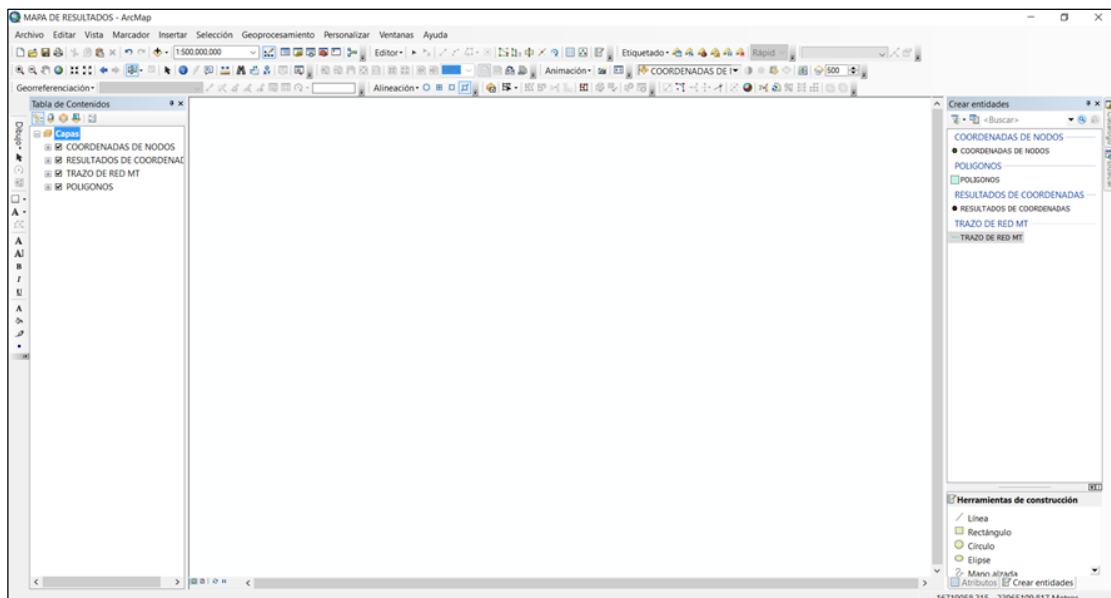 MAPA DE RESULTADOS - ArcMap
Archivo Editar Vista Marcador Insertar Selección Geoprocesamiento Personalizar Ventanas Ayuda
1:500,000,000 Editor Etiquetado Rápid
Animación COORDENADAS DE I 500
Georreferenciación Alineación
Tabla de Contenidos
Capas
COORDENADAS DE NODOS
RESULTADOS DE COORDENAD
TRAZO DE RED MT
POLIGONOS
Dibujo
A
A
A
B
I
U
A
Crear entidades
<Buscar>
COORDENADAS DE NODOS
COORDENADAS DE NODOS
POLIGONOS
POLIGONOS
RESULTADOS DE COORDENADAS
RESULTADOS DE COORDENADAS
TRAZO DE RED MT
TRAZO DE RED MT
Herramientas de construcción
Línea
Rectángulo
Círculo
Elipse
Mano alzada
Atributos Crear entidades